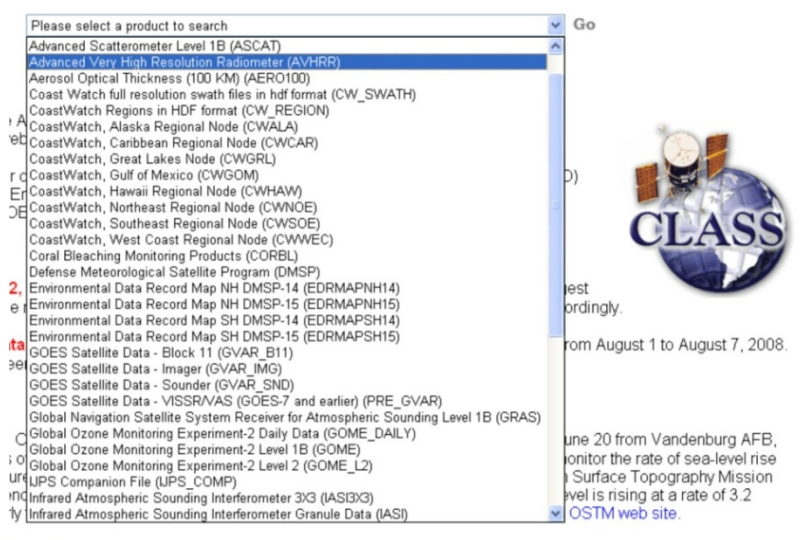 Please select a product to search
Go
Advanced Scatterometer Level 1B (ASCAT)
Advanced Very High Resolution Radiometer (AVHRR)
Aerosol Optical Thickness (100 KM) (AERO100)
Coast Watch full resolution swath files in hdf format (CW_SWATH)
CoastWatch Regions in HDF format (CW_REGION)
CoastWatch, Alaska Regional Node (CWALA)
CoastWatch, Caribbean Regional Node (CWCAR)
CoastWatch, Great Lakes Node (CWGRL)
CoastWatch, Gulf of Mexico (CWGOM)
CoastWatch, Hawaii Regional Node (CWHAW)
CoastWatch, Northeast Regional Node (CWNOE)
CoastWatch, Southeast Regional Node (CWSOE)
CoastWatch, West Coast Regional Node (CWWEC)
Coral Bleaching Monitoring Products (CORBL)
Defense Meteorological Satellite Program (DMSP)
Environmental Data Record Map NH DMSP-14 (EDRMAPNH14)
Environmental Data Record Map NH DMSP-15 (EDRMAPNH15)
Environmental Data Record Map SH DMSP-14 (EDRMAPSH14)
Environmental Data Record Map SH DMSP-15 (EDRMAPSH15)
GOES Satellite Data - Block 11 (GVAR_B11)
GOES Satellite Data - Imager (GVAR_IMG)
GOES Satellite Data - Sounder (GVAR_SND)
GOES Satellite Data - VISSR/VAS (GOES-7 and earlier) (PRE_GVAR)
Global Navigation Satellite System Receiver for Atmospheric Sounding Level 1B (GRAS)
Global Ozone Monitoring Experiment-2 Daily Data (GOME_DAILY)
Global Ozone Monitoring Experiment-2 Level 1B (GOME)
Global Ozone Monitoring Experiment-2 Level 2 (GOME_L2)
IJPS Companion File (IJPS_COMP)
Infrared Atmospheric Sounding Interferometer 3X3 (IASI3X3)
Infrared Atmospheric Sounding Interferometer Granule Data (IASI)
CLASS
ordingly.
rom August 1 to August 7, 2008.
une 20 from Vandenburg AFB,
onitor the rate of sea-level rise
Surface Topography Mission
evel is rising at a rate of 3.2
OSTM web site.